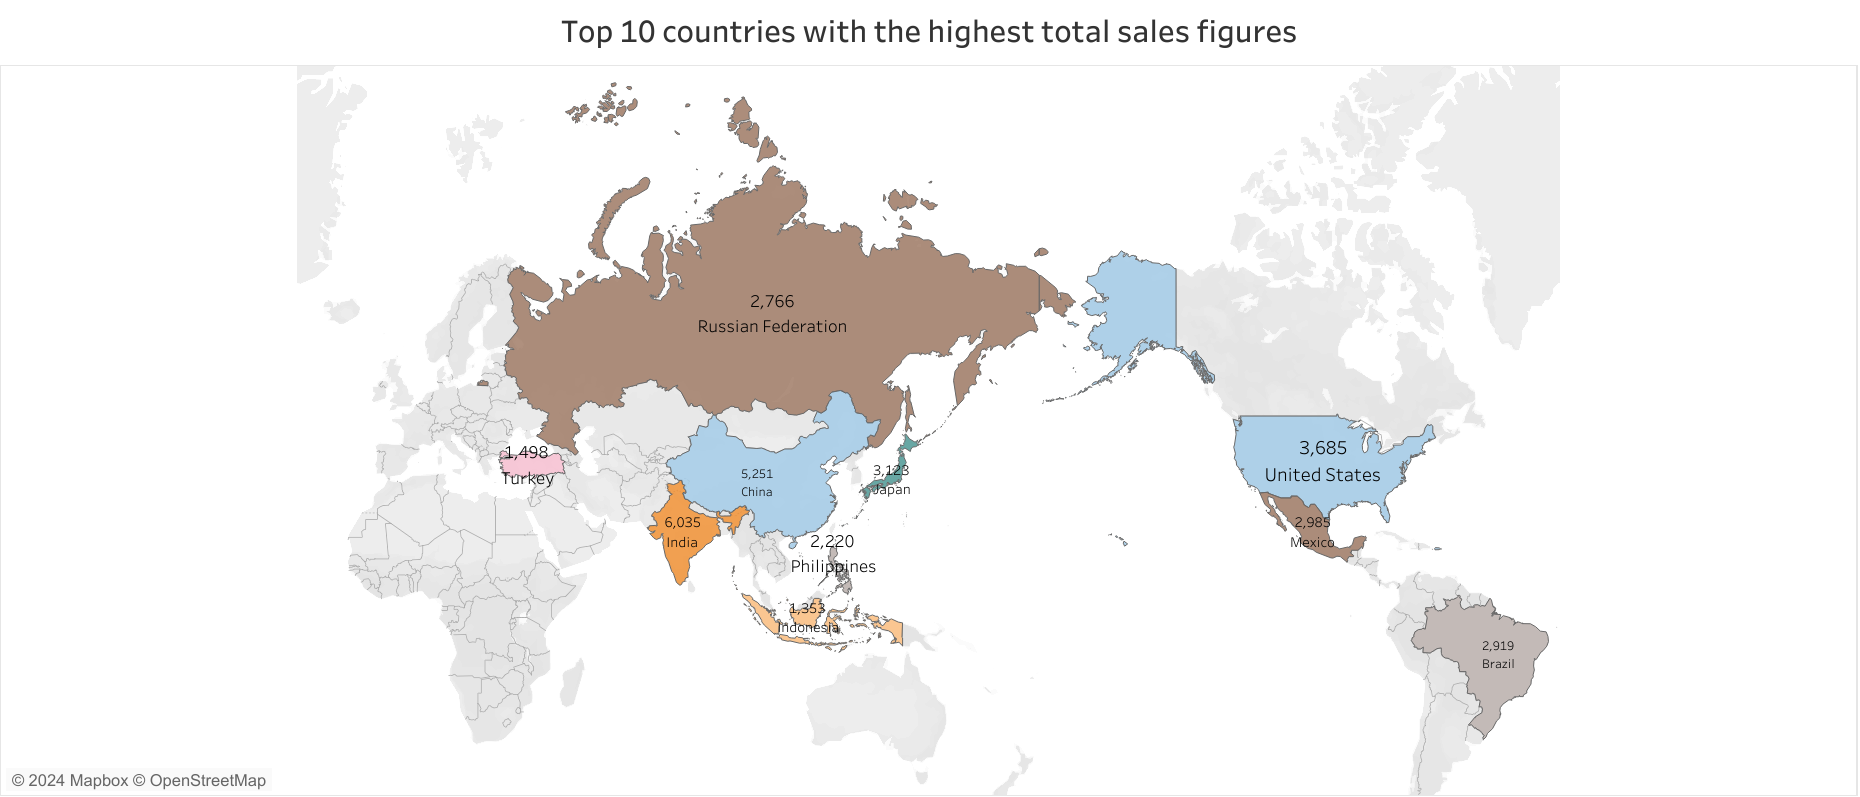 Top 10 countries with the highest total sales figures
2,766
Russian Federation
1,498
Turkey
5,251
China
3,123
Japan
6,035
India
2,220
Philippines
1,353
Indonesia
3,685
United States
2,985
Mexico
2,919
Brazil
© 2024 Mapbox © OpenStreetMap